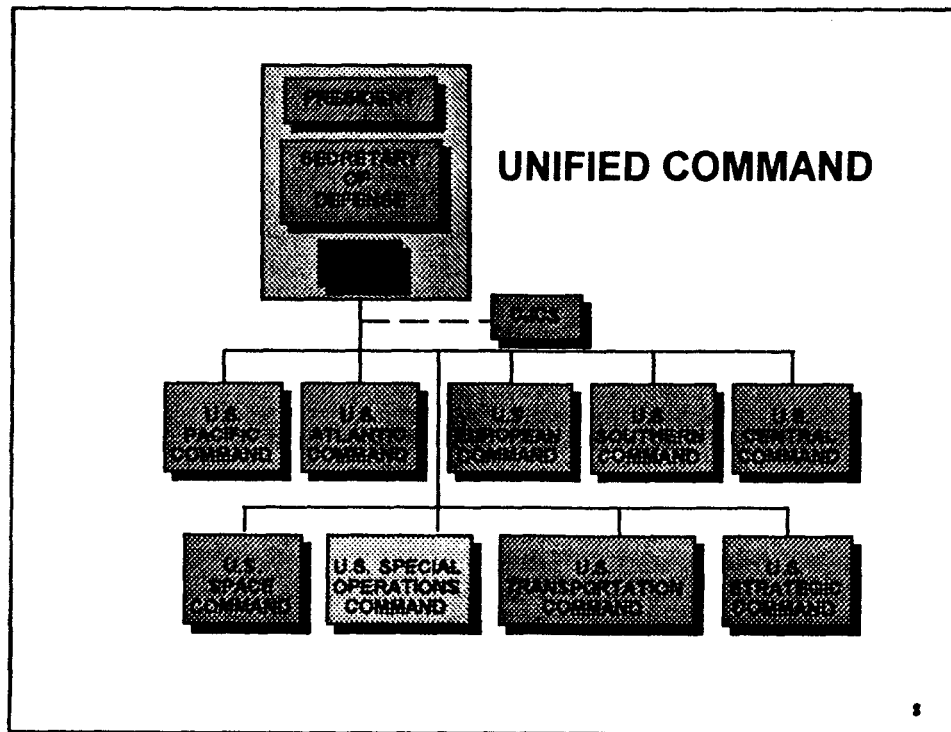 PRESIDENT
SECRETARY
OF
DEFENSE
UNIFIED COMMAND
CJCS
U.S.
PACIFIC
COMMAND
U.S.
ATLANTIC
COMMAND
U.S.
EUROPEAN
COMMAND
U.S.
SOUTHERN
COMMAND
U.S.
CENTRAL
COMMAND
U.S.
SPACE
COMMAND
U.S. SPECIAL
OPERATIONS
COMMAND
U.S.
TRANSPORTATION
COMMAND
U.S.
STRATEGIC
COMMAND